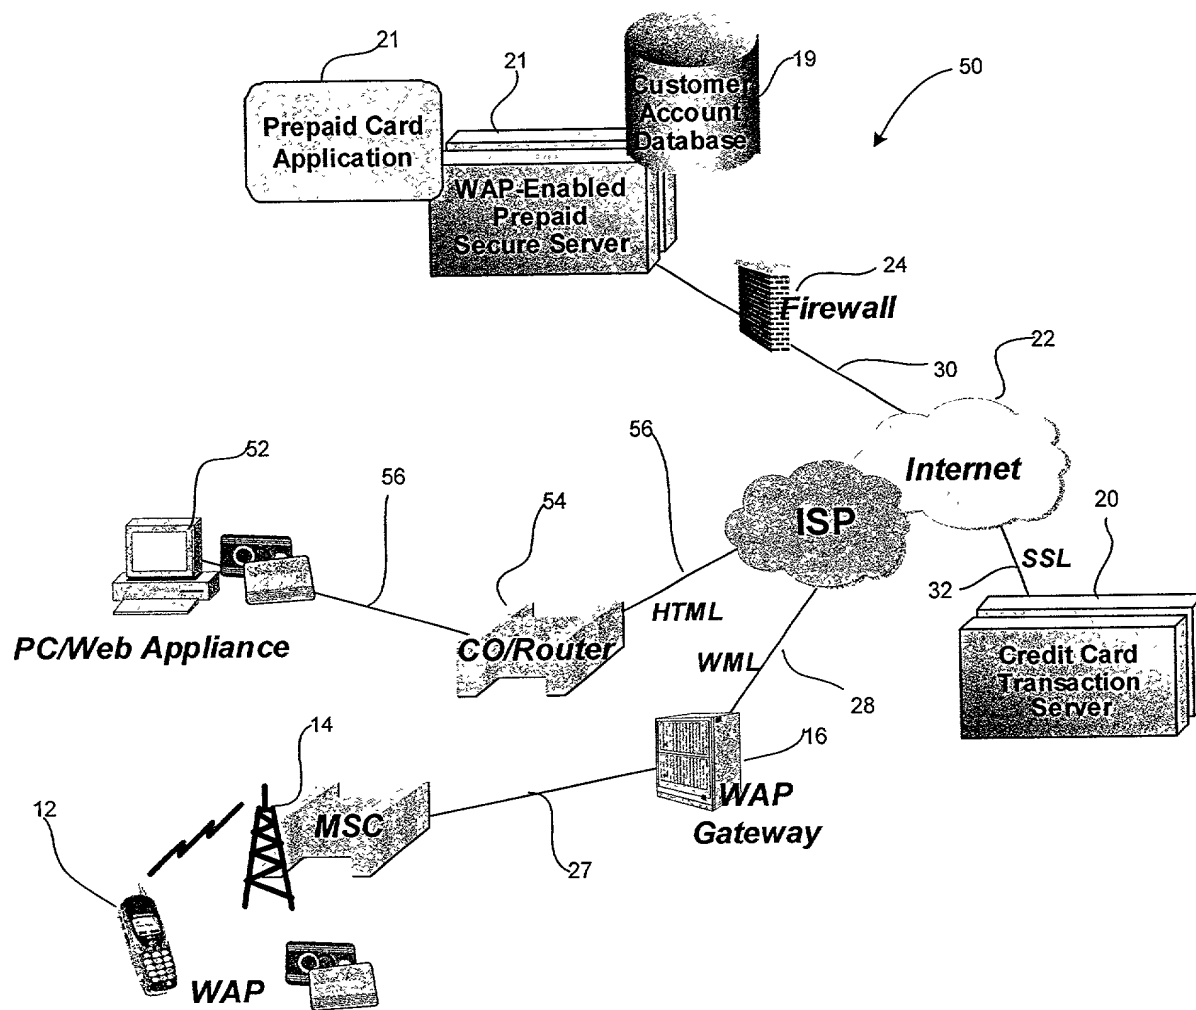 21
21
19
50
Customer
Account
Database
Prepaid Card
Application
WAP-Enabled
Prepaid
Secure Server
24
Firewall
22
30
52
56
56
54
Internet
ISP
20
SSL
32
HTML
PC/Web Appliance
CO/Router
WML
Credit Card
Transaction
Server
28
14
16
12
MSC
WAP
Gateway
27
WAP